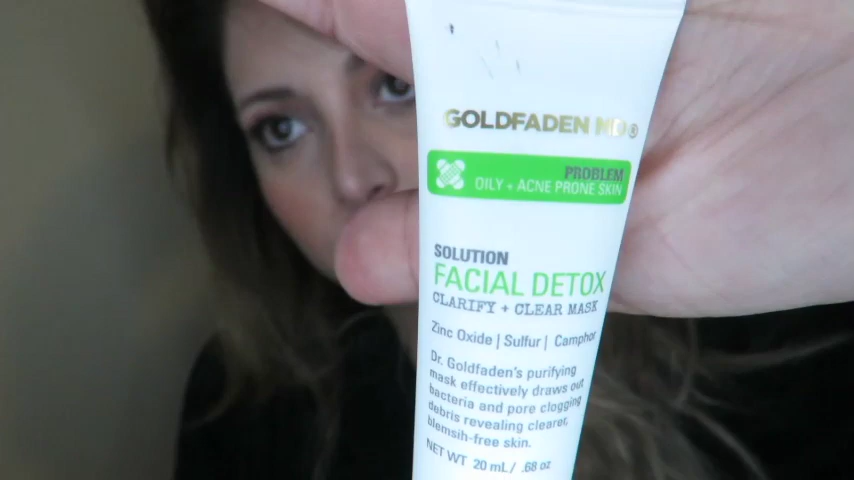 GOLDFADEN MD®
PROBLEM
OILY + ACNE PRONE SKIN
SOLUTION
FACIAL DETOX
CLARIFY + CLEAR MASK
Zinc Oxide | Sulfur | Camphor
Dr. Goldfaden's purifying
mask effectively draws out
bacteria and pore clogging
debris revealing clearer,
blemsih-free skin.
NET WT 20 mL / .68 oz